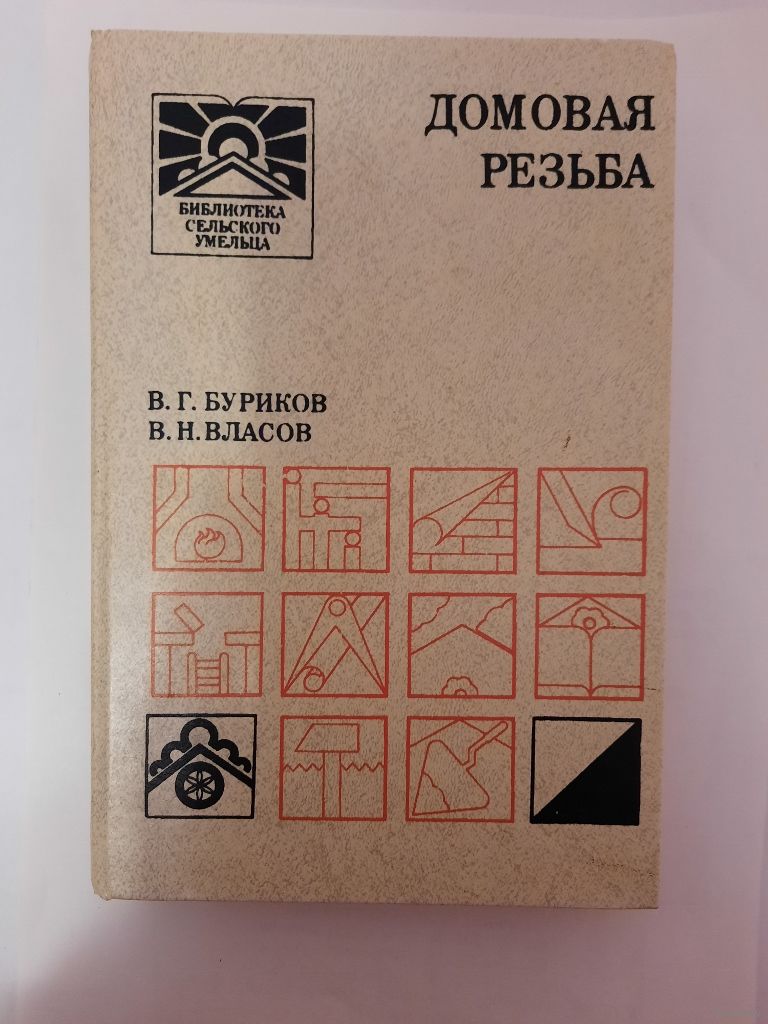 ДОМОВАЯ
РЕЗЬБА
БИБЛИОТЕКА
СЕЛЬСКОГО
УМЕЛЬЦА
В. Г. БУРИКОВ
В. Н. ВЛАСОВ